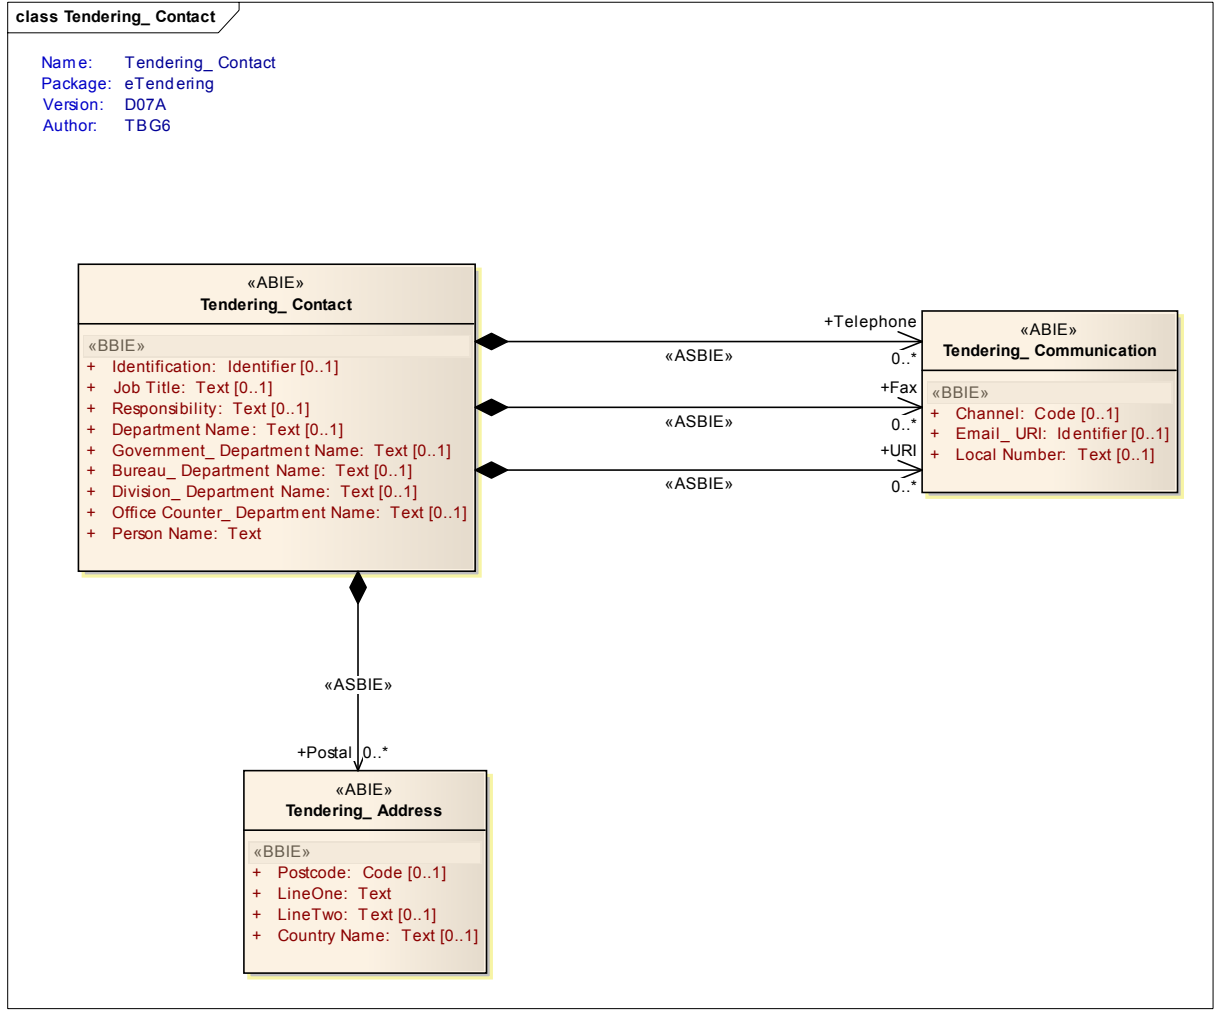 class Tendering_ Contact
Name: Tendering_ Contact
Package: eTendering
Version: D07A
Author: TBG6
«ABIE»
Tendering_ Contact
«BBIE»
+ Identification: Identifier [0..1]
+ Job Title: Text [0..1]
+ Responsibility: Text [0..1]
+ Department Name: Text [0..1]
+ Government_ Department Name: Text [0..1]
+ Bureau_ Department Name: Text [0..1]
+ Division_ Department Name: Text [0..1]
+ Office Counter_ Department Name: Text [0..1]
+ Person Name: Text
+Telephone
«ASBIE»
0..*
+Fax
«ASBIE»
0..*
+URI
«ASBIE»
0..*
«ABIE»
Tendering_ Communication
«BBIE»
+ Channel: Code [0..1]
+ Email_ URI: Identifier [0..1]
+ Local Number: Text [0..1]
«ASBIE»
+Postal 0..*
«ABIE»
Tendering_ Address
«BBIE»
+ Postcode: Code [0..1]
+ LineOne: Text
+ LineTwo: Text [0..1]
+ Country Name: Text [0..1]